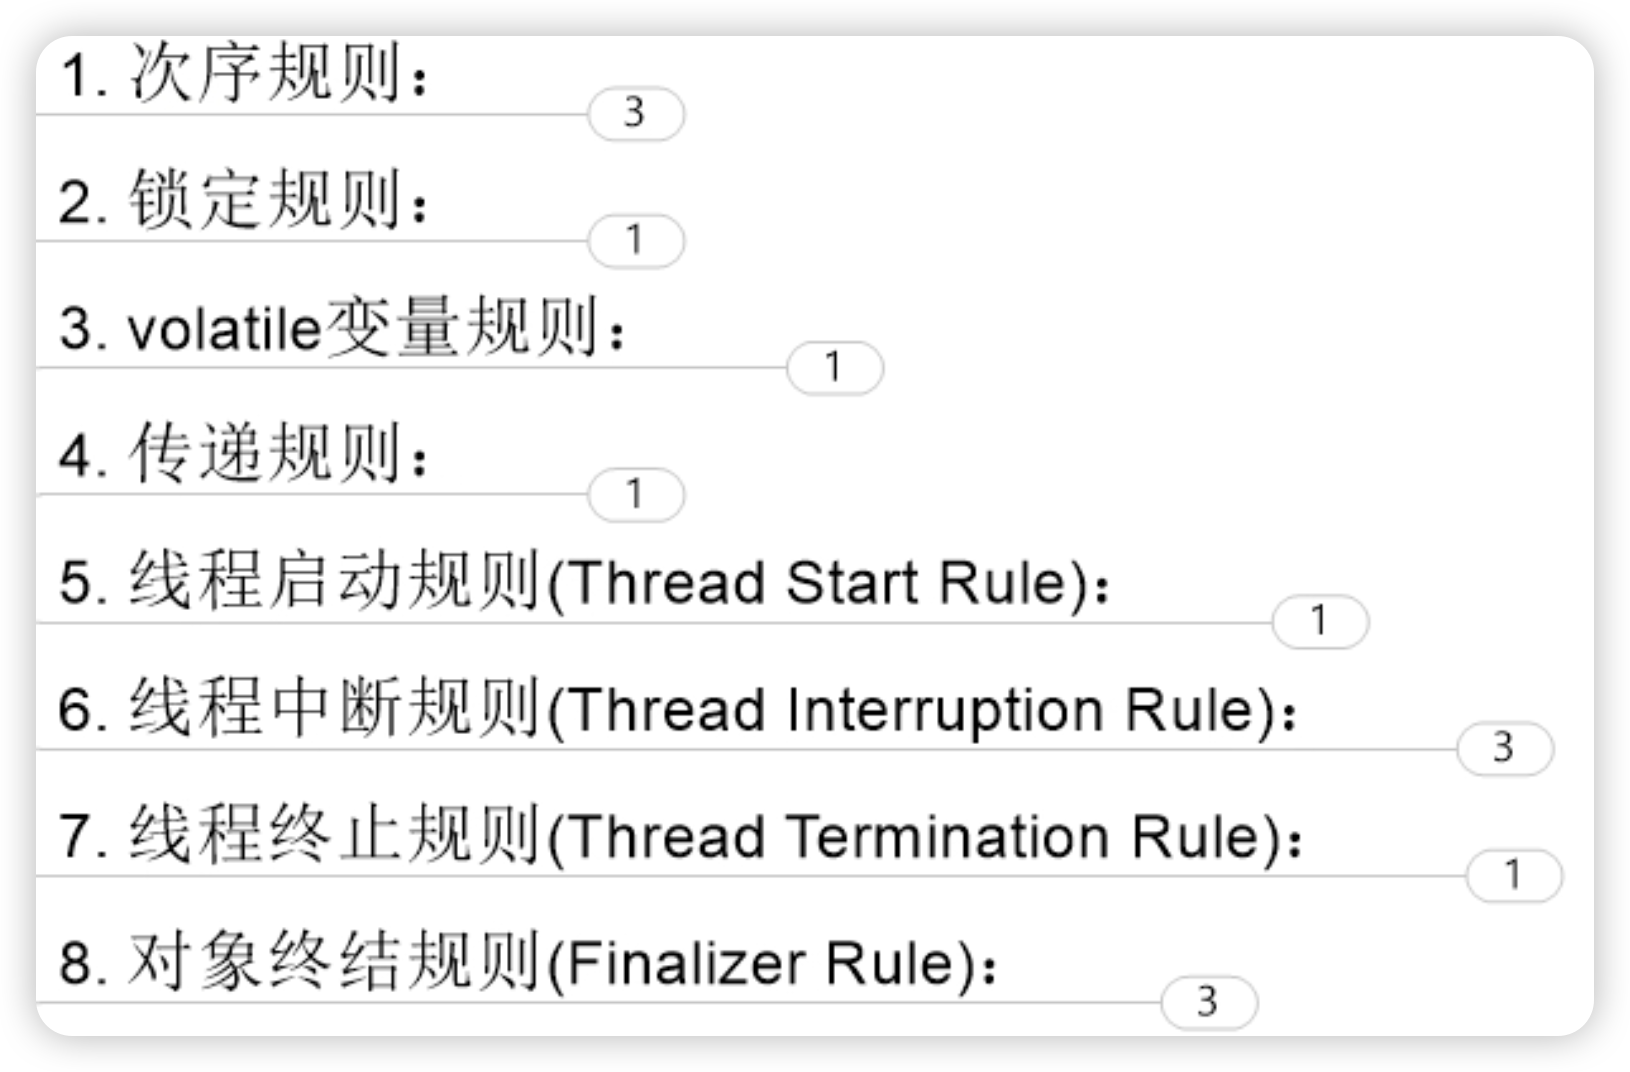 1. 次序规则：
3
2. 锁定规则：
1
3. volatile变量规则：
1
4. 传递规则：
1
5. 线程启动规则(Thread Start Rule)：
1
6. 线程中断规则(Thread Interruption Rule)：
3
7. 线程终止规则(Thread Termination Rule)：
1
8. 对象终结规则(Finalizer Rule)：
3